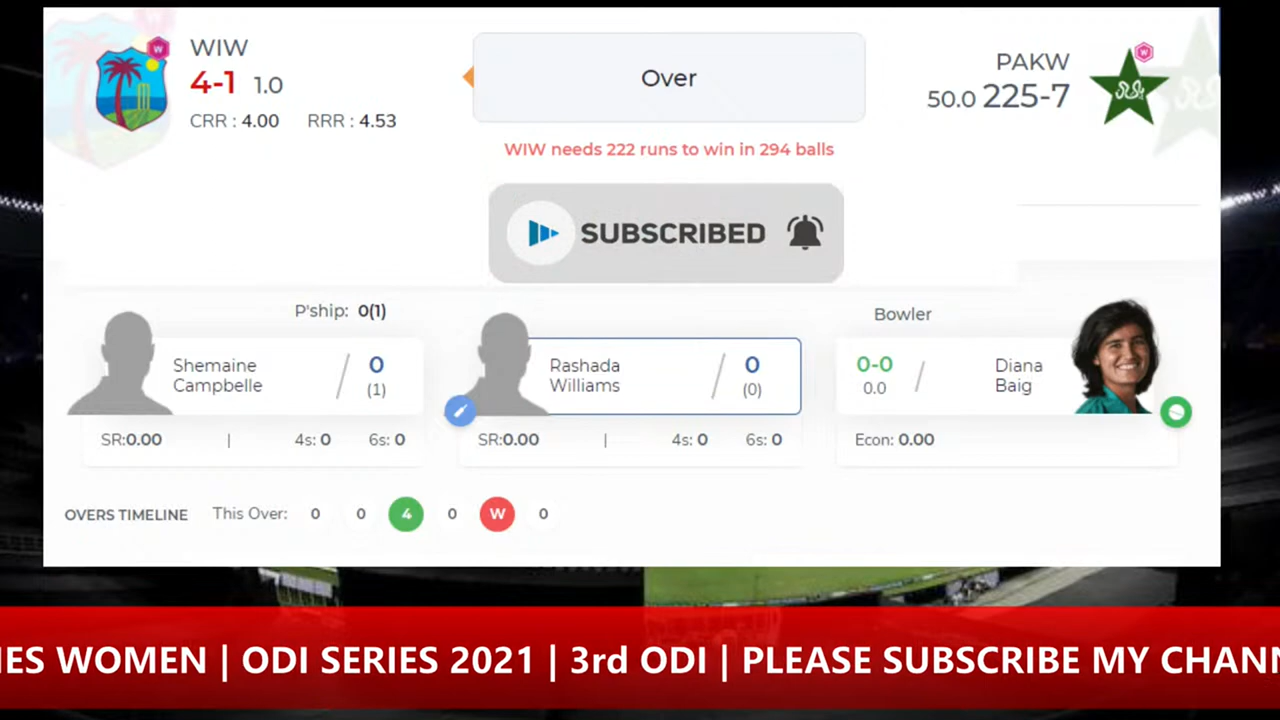 WIW
4-1 1.0
CRR : 4.00 RRR : 4.53
Over
PAKW
50.0 225-7
WIW needs 222 runs to win in 294 balls
SUBSCRIBED
P'ship: 0(1)
Shemaine
Campbelle
0
(1)
SR:0.00 | 4s: 0 6s: 0
Rashada
Williams
0
(0)
SR:0.00 | 4s: 0 6s: 0
Bowler
0-0
0.0
Diana
Baig
Econ: 0.00
OVERS TIMELINE This Over: 0 0 4 0 W 0
IES WOMEN | ODI SERIES 2021 | 3rd ODI | PLEASE SUBSCRIBE MY CHANN